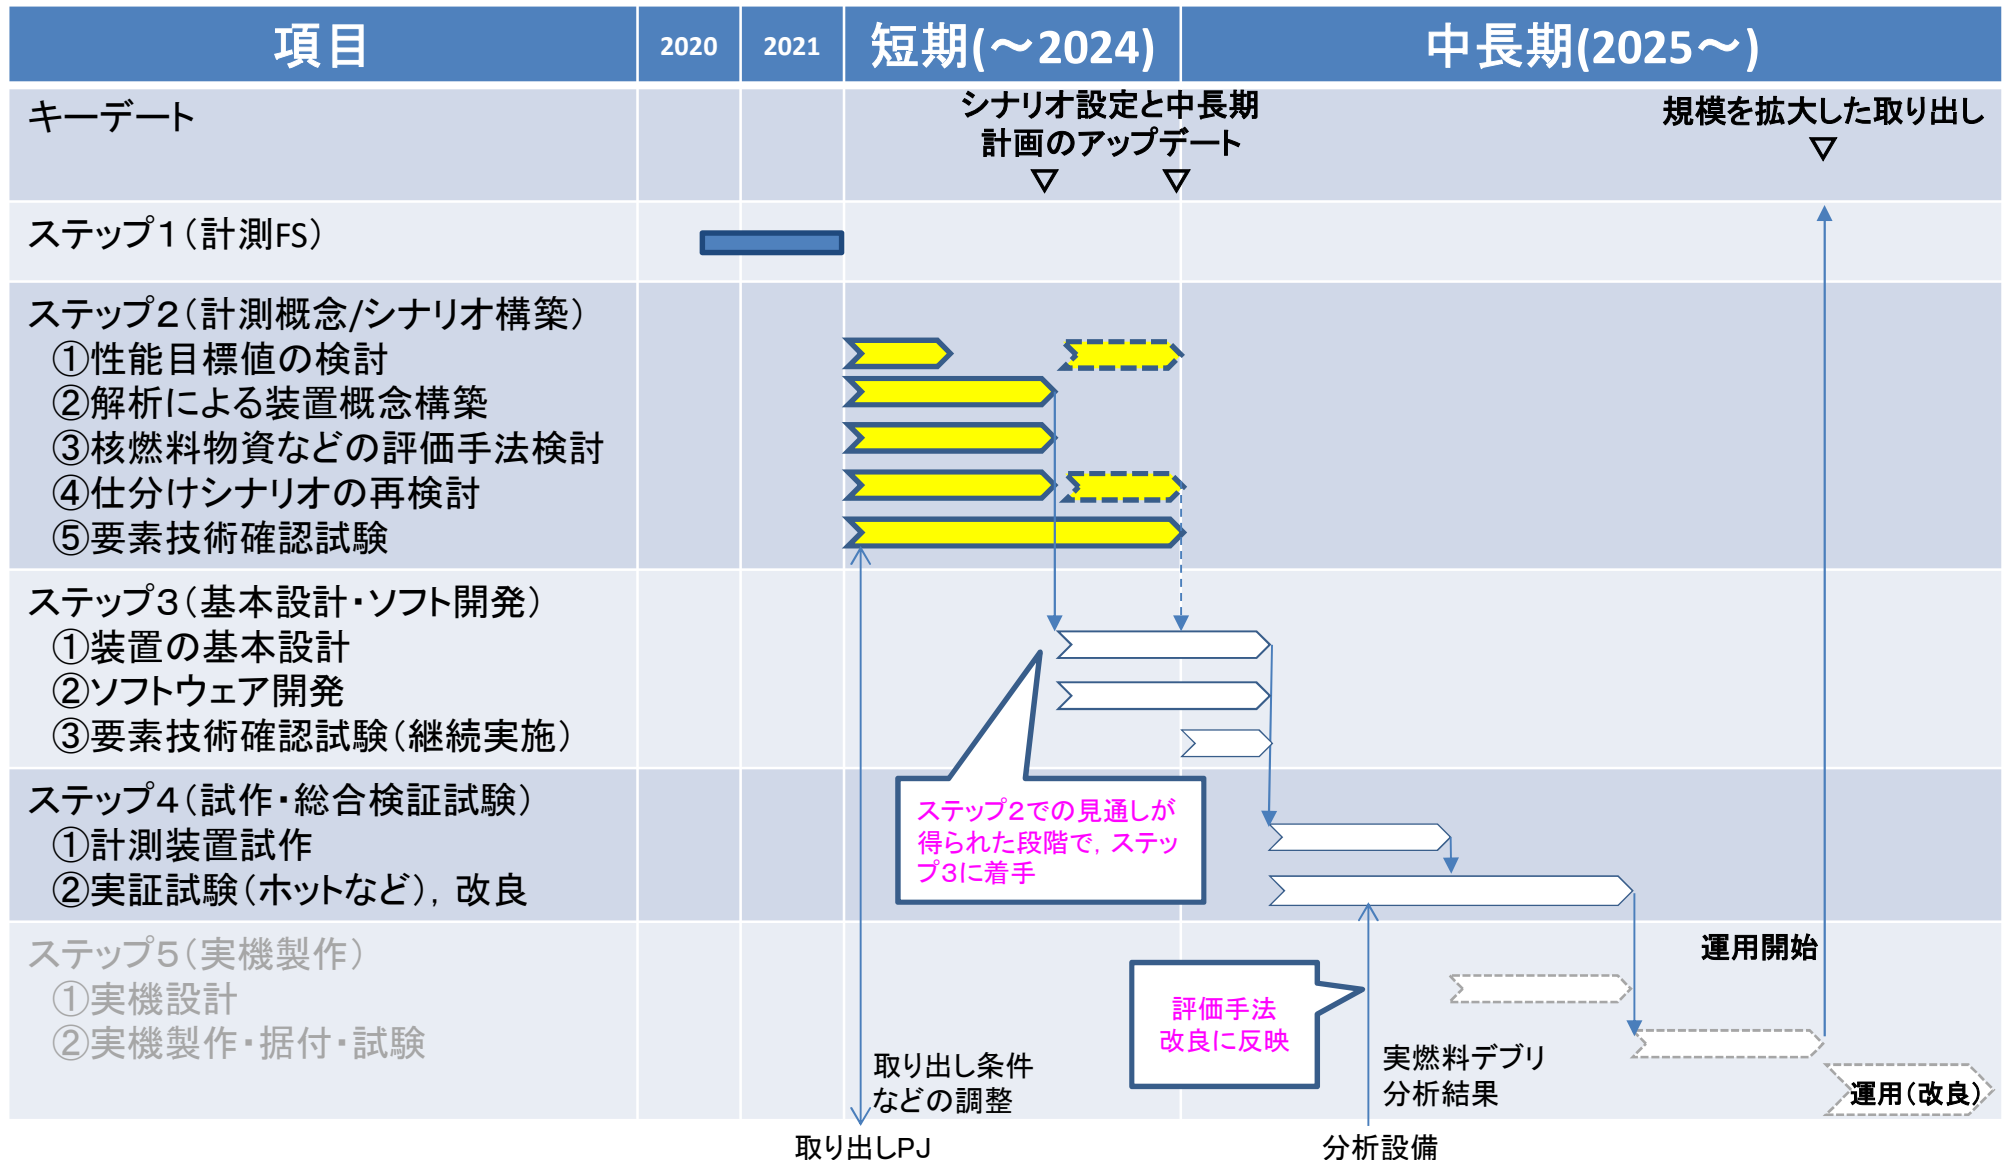 項目
2020
2021
短期(～2024)
中長期(2025～)
キーデート
シナリオ設定と中長期
計画のアップデート
規模を拡大した取り出し
ステップ1(計測FS)
ステップ2(計測概念/シナリオ構築)
①性能目標値の検討
②解析による装置概念構築
③核燃料物資などの評価手法検討
④仕分けシナリオの再検討
⑤要素技術確認試験
ステップ3(基本設計・ソフト開発)
①装置の基本設計
②ソフトウェア開発
③要素技術確認試験(継続実施)
ステップ2での見通しが
得られた段階で, ステッ
プ3に着手
ステップ4(試作・総合検証試験)
①計測装置試作
②実証試験(ホットなど), 改良
ステップ5(実機製作)
①実機設計
②実機製作・据付・試験
運用開始
評価手法
改良に反映
取り出し条件
などの調整
実燃料デブリ
分析結果
運用(改良)
取り出しPJ
分析設備